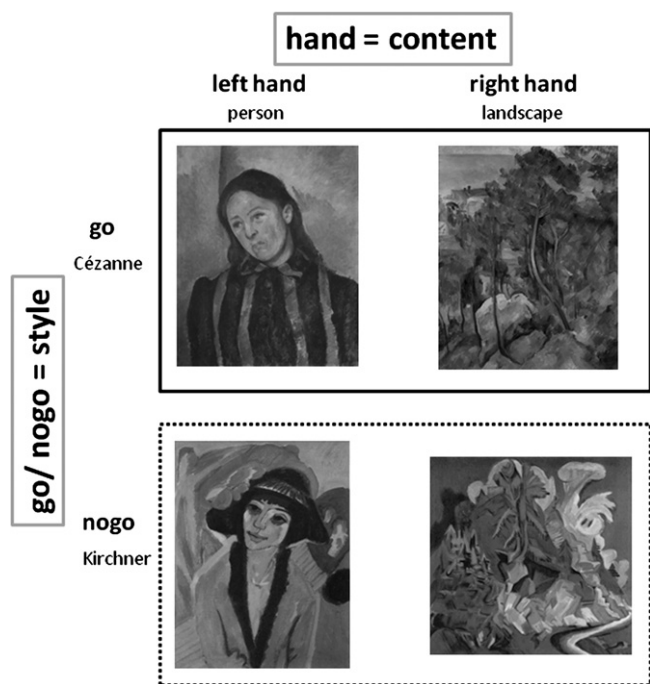 hand = content
left hand
right hand
person
landscape
go
Cézanne
go/ nogo = style
nogo
Kirchner